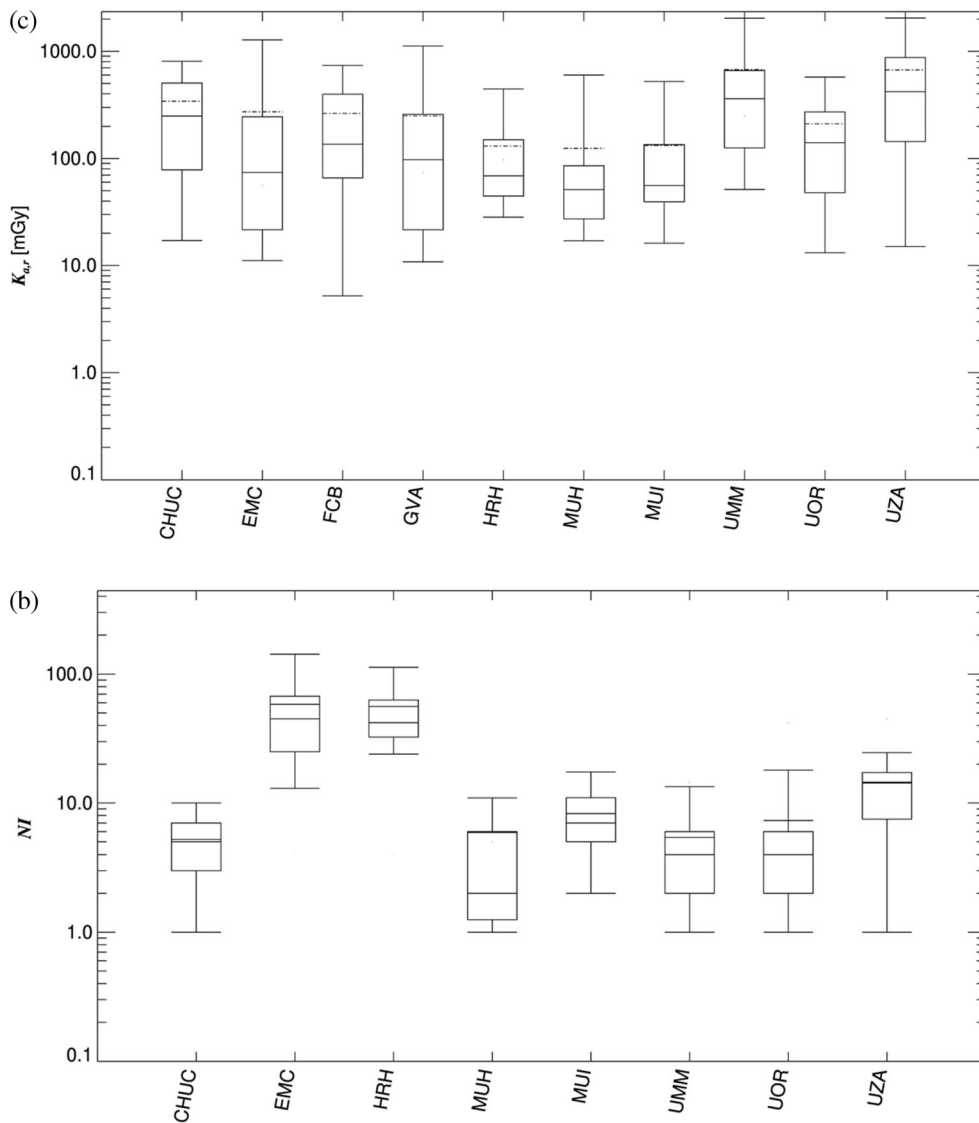 (c)
1000.0
100.0
10.0
1.0
0.1
K a,r [mGy]
CHUC EMC FCB GVA HRH MUH MUI UMM UOR UZA
(b)
100.0
10.0
1.0
0.1
NI
CHUC EMC HRH MUH MUI UMM UOR UZA